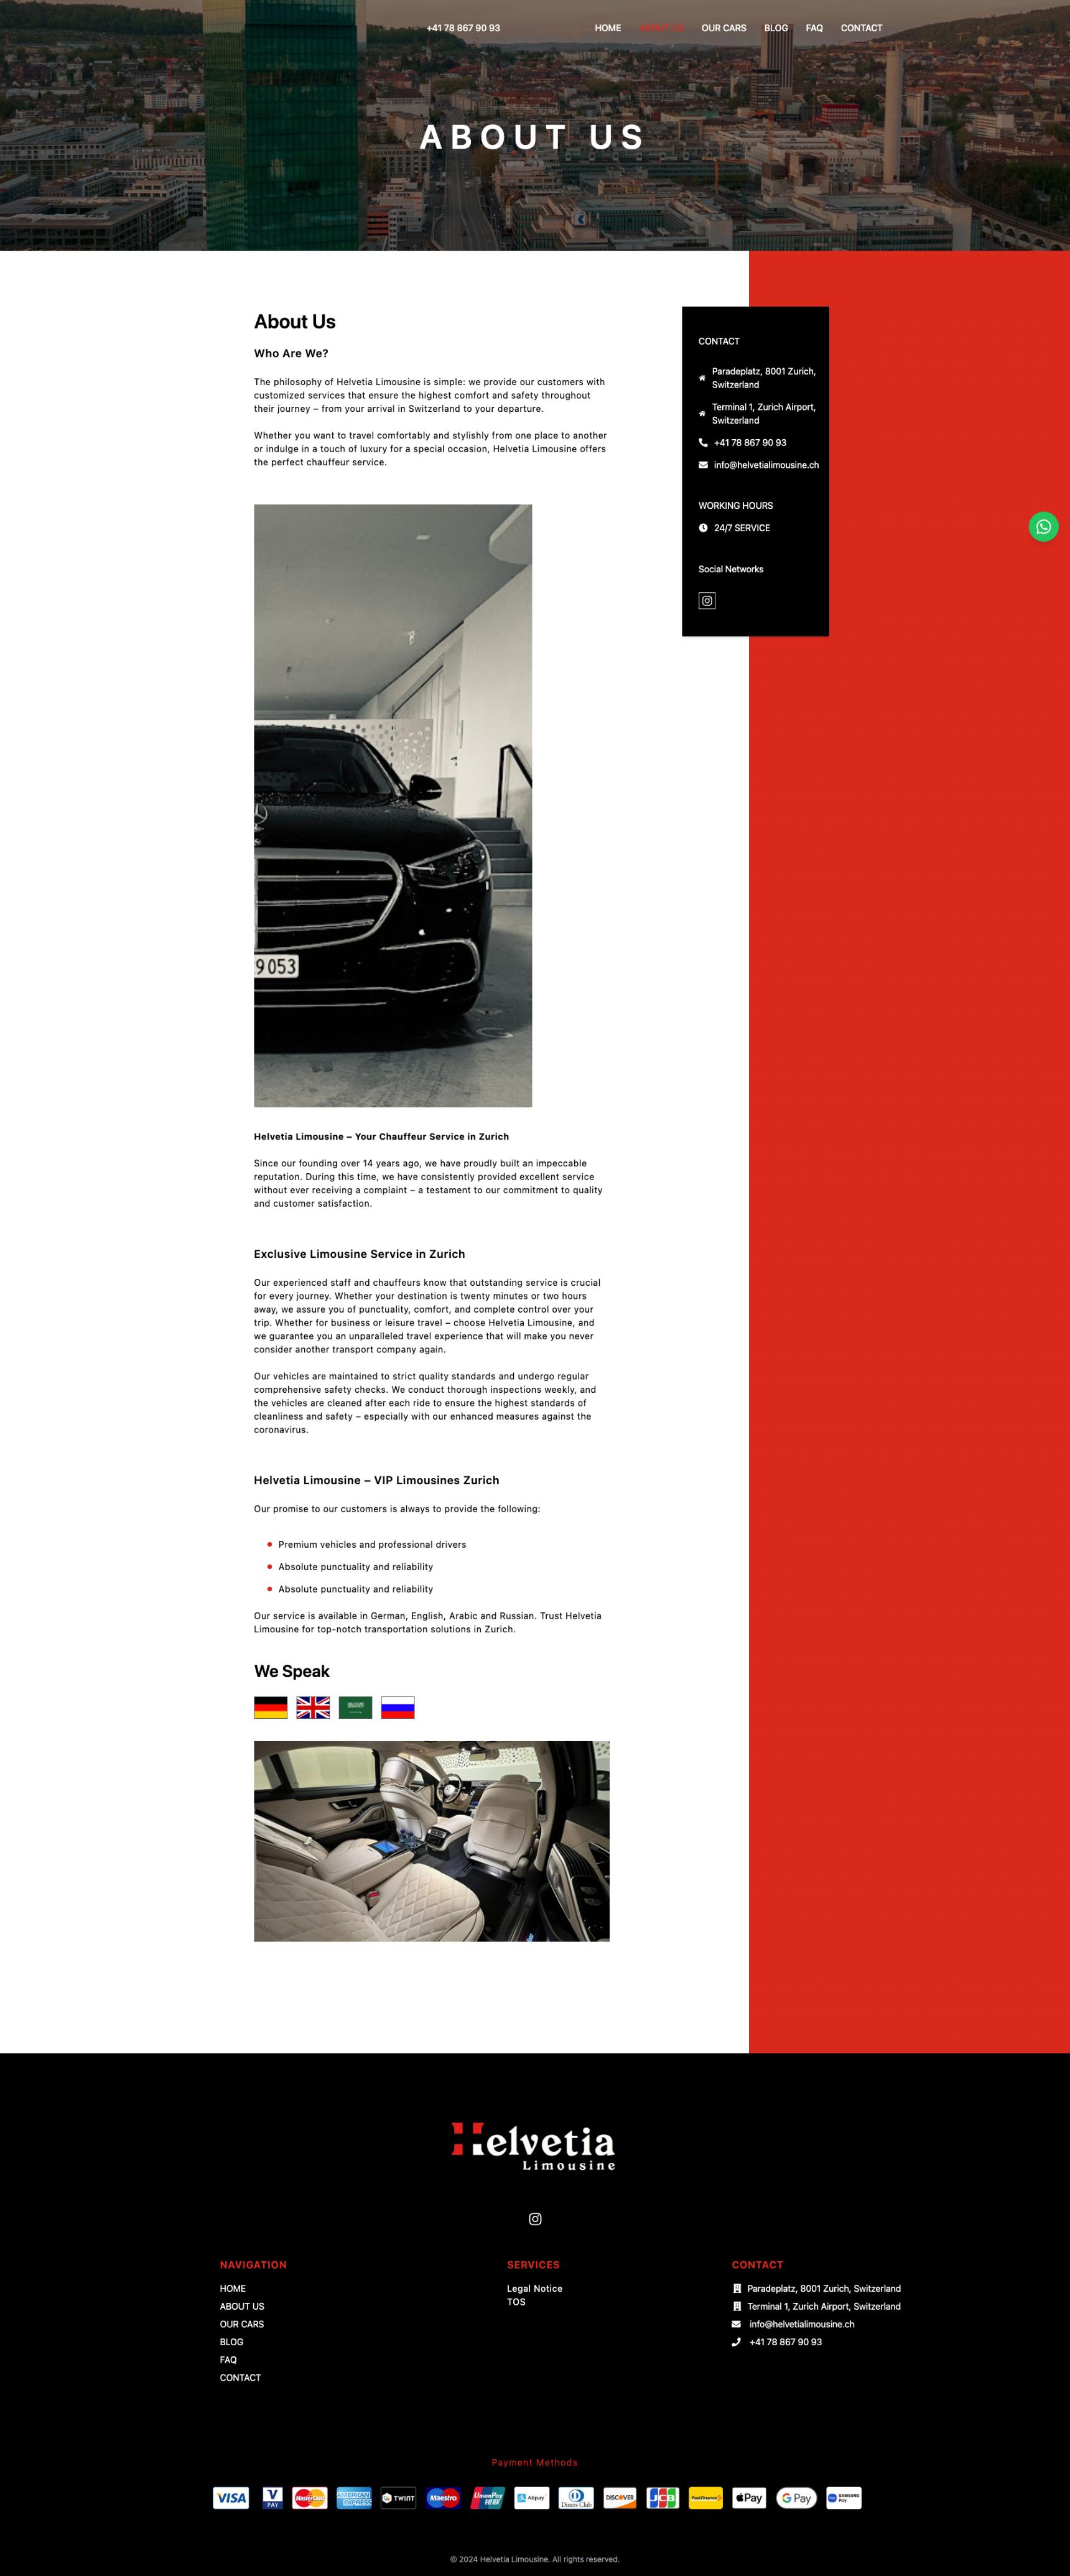 +41 78 867 90 93
HOME
ABOUT US
OUR CARS
BLOG
FAQ
CONTACT
ABOUT US
About Us
Who Are We?
The philosophy of Helvetia Limousine is simple: we provide our customers with
customized services that ensure the highest comfort and safety throughout
their journey – from your arrival in Switzerland to your departure.
Whether you want to travel comfortably and stylishly from one place to another
or indulge in a touch of luxury for a special occasion, Helvetia Limousine offers
the perfect chauffeur service.
CONTACT
Paradeplatz, 8001 Zurich,
Switzerland
Terminal 1, Zurich Airport,
Switzerland
+41 78 867 90 93
info@helvetialimousine.ch
WORKING HOURS
24/7 SERVICE
Social Networks
9053
Helvetia Limousine – Your Chauffeur Service in Zurich
Since our founding over 14 years ago, we have proudly built an impeccable
reputation. During this time, we have consistently provided excellent service
without ever receiving a complaint – a testament to our commitment to quality
and customer satisfaction.
Exclusive Limousine Service in Zurich
Our experienced staff and chauffeurs know that outstanding service is crucial
for every journey. Whether your destination is twenty minutes or two hours
away, we assure you of punctuality, comfort, and complete control over your
trip. Whether for business or leisure travel – choose Helvetia Limousine, and
we guarantee you an unparalleled travel experience that will make you never
consider another transport company again.
Our vehicles are maintained to strict quality standards and undergo regular
comprehensive safety checks. We conduct thorough inspections weekly, and
the vehicles are cleaned after each ride to ensure the highest standards of
cleanliness and safety – especially with our enhanced measures against the
coronavirus.
Helvetia Limousine – VIP Limousines Zurich
Our promise to our customers is always to provide the following:
Premium vehicles and professional drivers
Absolute punctuality and reliability
Absolute punctuality and reliability
Our service is available in German, English, Arabic and Russian. Trust Helvetia
Limousine for top-notch transportation solutions in Zurich.
We Speak
Helvetia
Limousine
NAVIGATION
HOME
ABOUT US
OUR CARS
BLOG
FAQ
CONTACT
SERVICES
Legal Notice
TOS
CONTACT
Paradeplatz, 8001 Zurich, Switzerland
Terminal 1, Zurich Airport, Switzerland
info@helvetialimousine.ch
+41 78 867 90 93
Payment Methods
VISA
V PAY
MasterCard
AMERICAN EXPRESS
TWINT
Maestro
UnionPay
Alipay
Diners Club
DISCOVER
JCB
PostFinance
Pay
G Pay
SAMSUNG Pay
© 2024 Helvetia Limousine. All rights reserved.